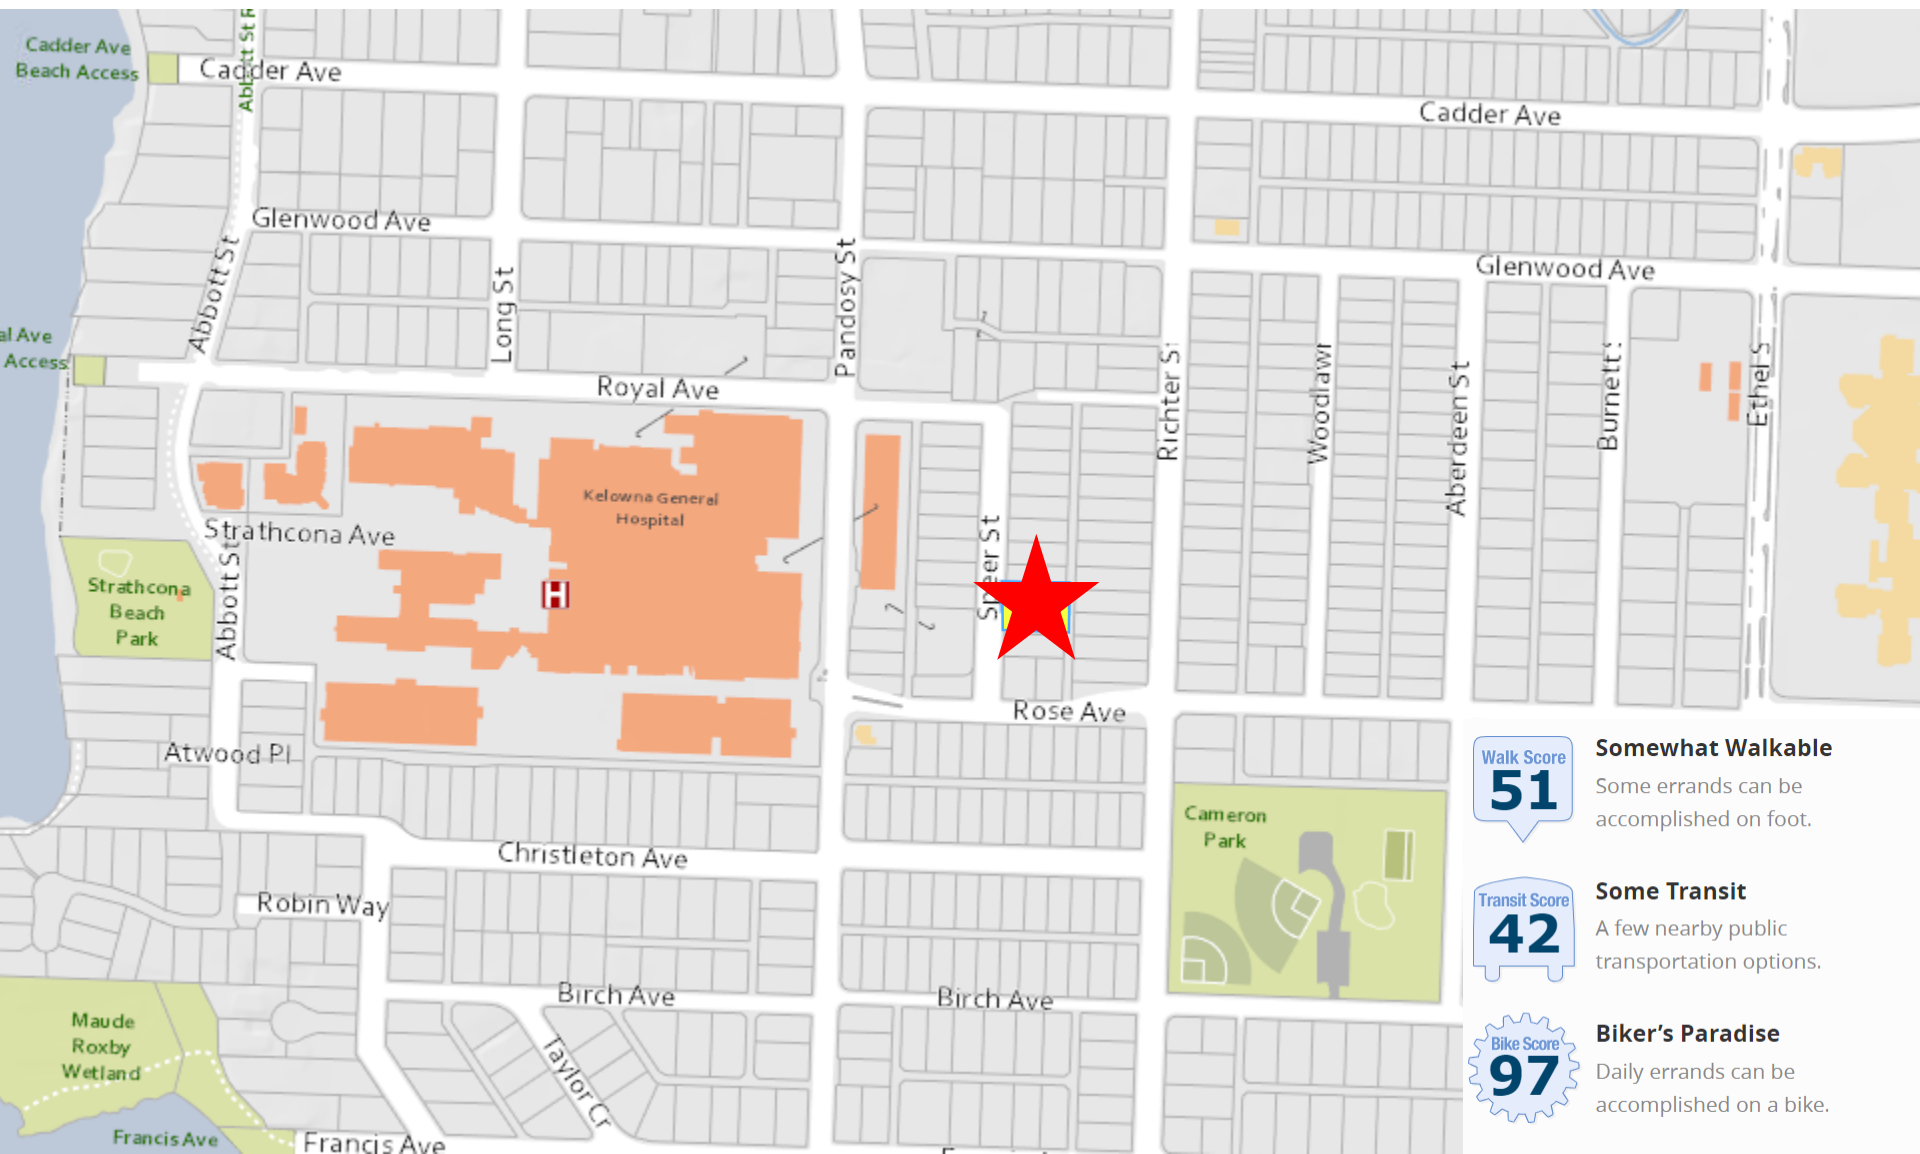 Cadder Ave
Beach Access
Abbott St R
Cadder Ave
Cadder Ave
Glenwood Ave
Glenwood Ave
Abbott St
Long St
Pandosy St
al Ave
Access
Royal Ave
Richter S
Woodlawn
Aberdeen St
Burnett
Ethel S
Kelowna General
Hospital
Strathcona Ave
Abbott St
H
Speer St
Strathcona
Beach
Park
Rose Ave
Atwood Pl
Christleton Ave
Cameron
Park
Robin Way
Birch Ave
Birch Ave
Maude
Roxby
Wetland
Taylor Cr
Francis Ave
Francis Ave
Walk Score
51
Somewhat Walkable
Some errands can be
accomplished on foot.
Transit Score
42
Some Transit
A few nearby public
transportation options.
Bike Score
97
Biker's Paradise
Daily errands can be
accomplished on a bike.